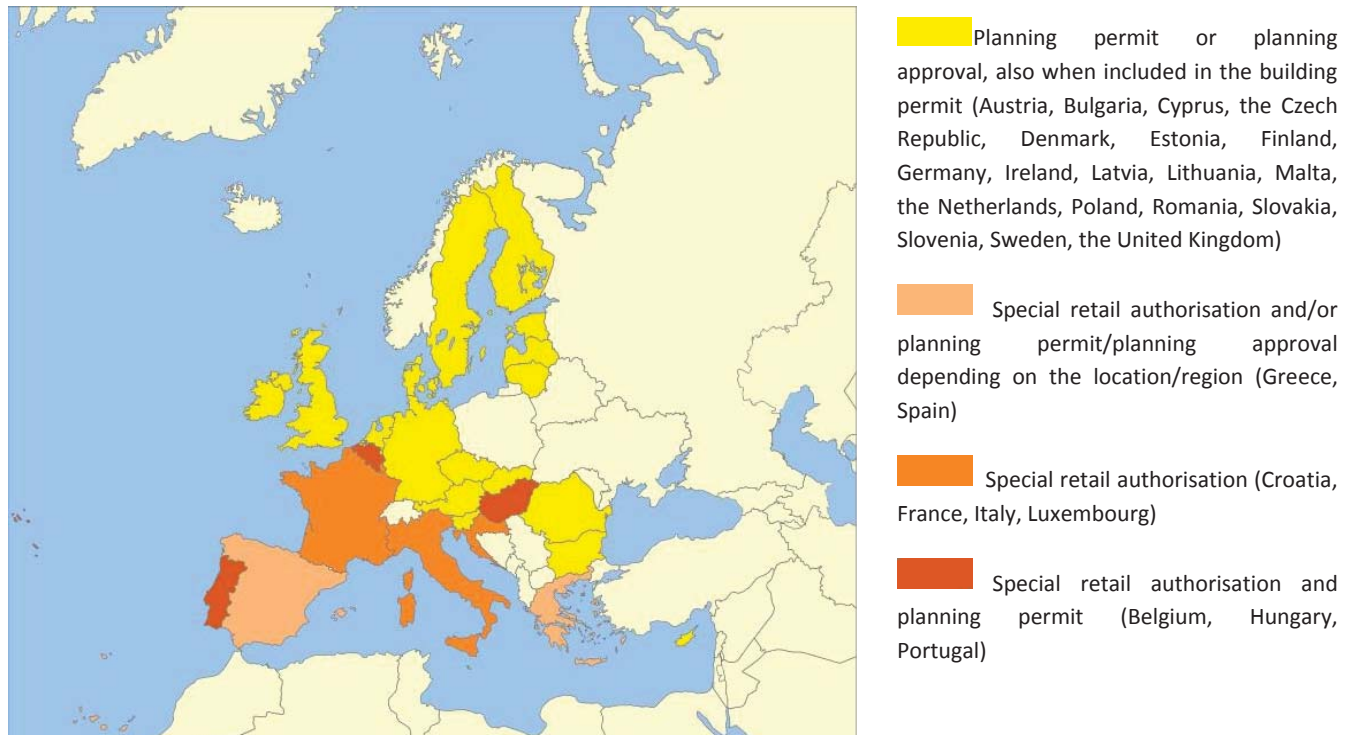 Planning permit or planning
approval, also when included in the building
permit (Austria, Bulgaria, Cyprus, the Czech
Republic, Denmark, Estonia, Finland,
Germany, Ireland, Latvia, Lithuania, Malta,
the Netherlands, Poland, Romania, Slovakia,
Slovenia, Sweden, the United Kingdom)
Special retail authorisation and/or
planning permit/planning approval
depending on the location/region (Greece,
Spain)
Special retail authorisation (Croatia,
France, Italy, Luxembourg)
Special retail authorisation and
planning permit (Belgium, Hungary,
Portugal)